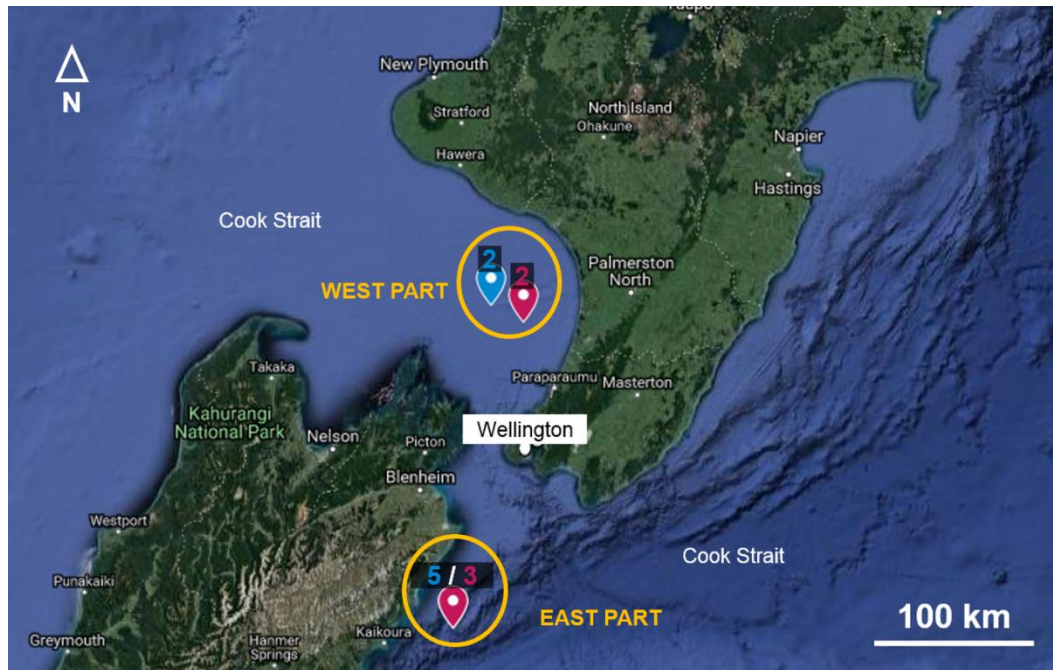 Taupo
New Plymouth
N
Stratford
North Island
Ohakune
Napier
Hawera
Hastings
Cook Strait
2
2
Palmerston
North
WEST PART
Takaka
Paraparaumu
Masterton
Kahurangi
National Park
Nelson
Wellington
Picton
Blenheim
Westport
Cook Strait
5 / 3
Punakaiki
EAST PART
100 km
Greymouth
Hanmer
Springs
Kaikoura